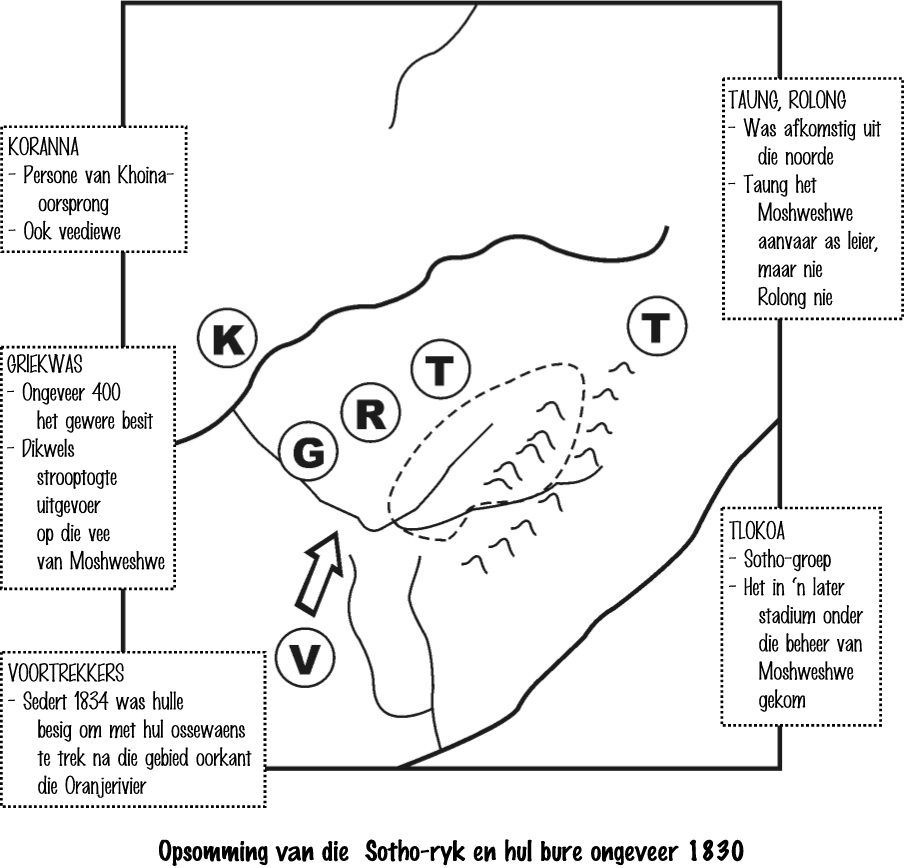 KORANNA
- Persone van Khoina-
oorsprong
- Ook veediewe
GRIEKWAS
- Ongeveer 400
het gewere besit
- Dikwels
strooptogte
uitgevoer
op die vee
van Moshweshwe
VOORTREKKERS
- Sedert 1834 was hulle
besig om met hul ossewaens
te trek na die gebied oorkant
die Oranjerivier
K
G
R
T
T
V
TAUNG, ROLONG
- Was afkomstig uit
die noorde
- Taung het
Moshweshwe
aanvaar as leier,
maar nie
Rolong nie
TLOKOA
- Sotho-groep
- Het in 'n later
stadium onder
die beheer van
Moshweshwe
gekom
Opsomming van die Sotho-ryk en hul bure ongeveer 1830